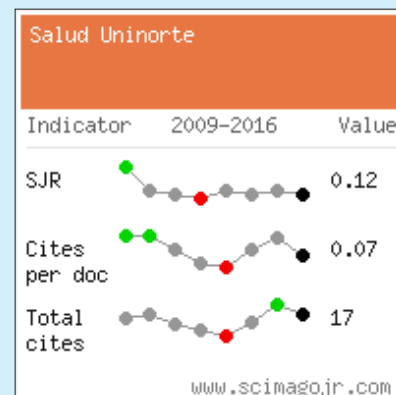 Salud Uninorte
Indicator 2009-2016 Value
SJR 0.12
Cites
per doc 0.07
Total
cites 17
www.scimagojr.com